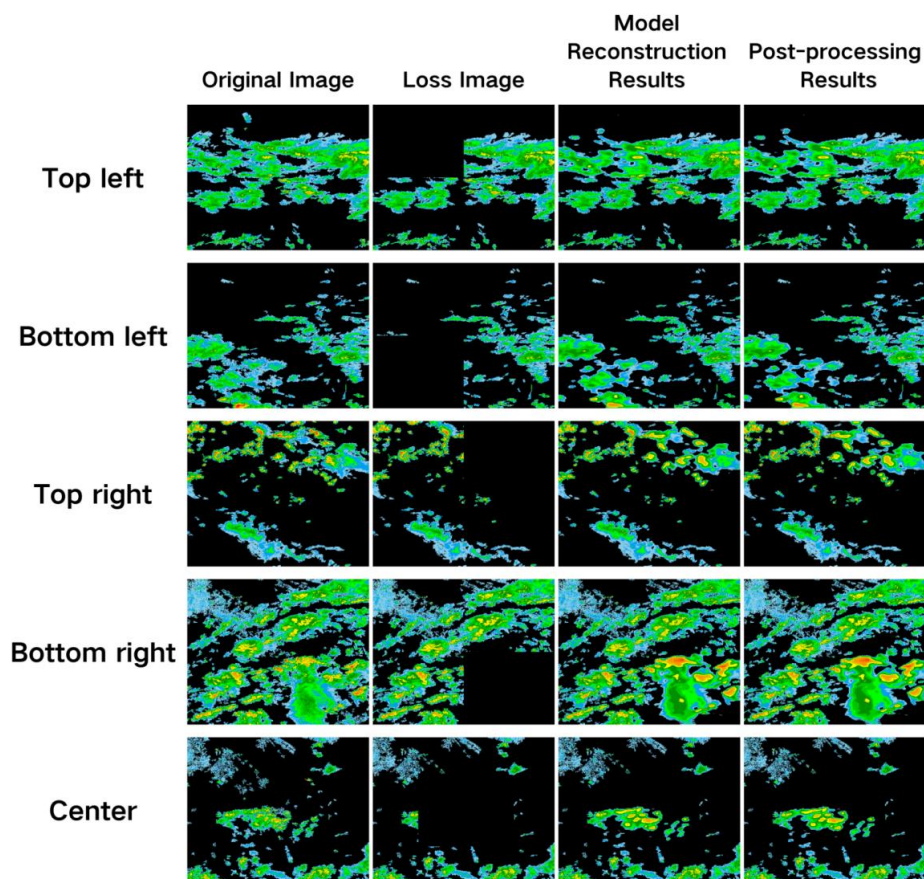 Original Image
Loss Image
Model
Reconstruction
Results
Post-processing
Results
Top left
Bottom left
Top right
Bottom right
Center